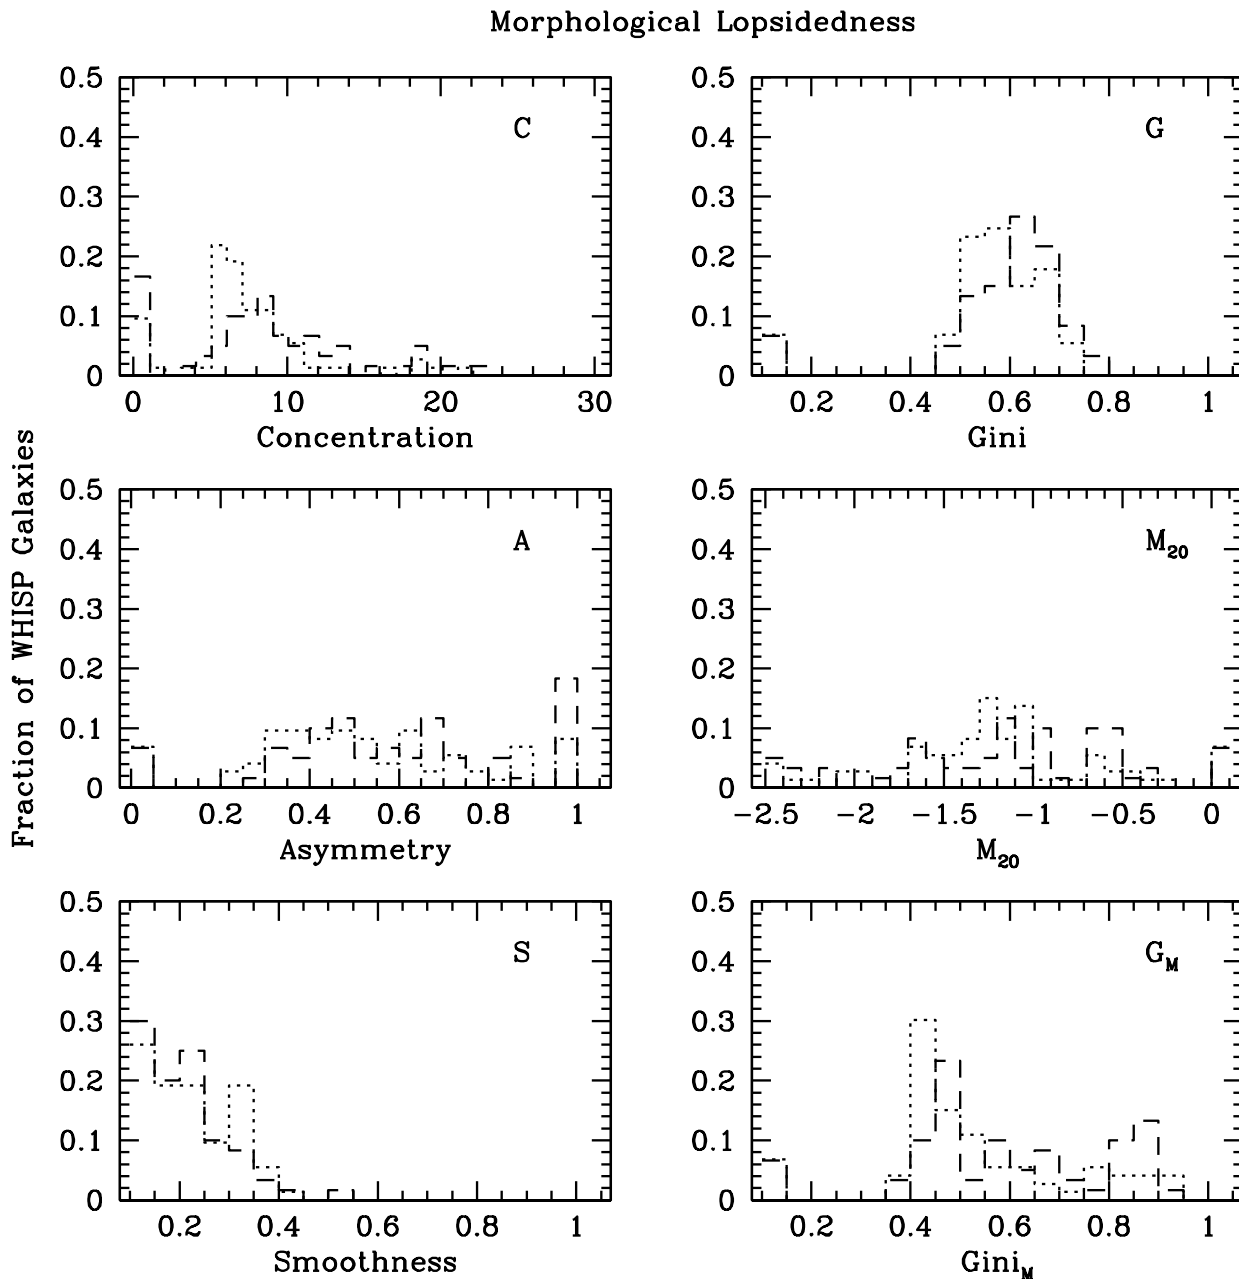 Morphological Lopsidedness
Fraction of WHISP Galaxies
0.5
0.4
0.3
0.2
0.1
0
C
0 10 20 30
Concentration
0.5
0.4
0.3
0.2
0.1
0
G
0.2 0.4 0.6 0.8 1
Gini
0.5
0.4
0.3
0.2
0.1
0
A
0 0.2 0.4 0.6 0.8 1
Asymmetry
0.5
0.4
0.3
0.2
0.1
0
M20
−2.5 −2 −1.5 −1 −0.5 0
M20
0.5
0.4
0.3
0.2
0.1
0
S
0.2 0.4 0.6 0.8 1
Smoothness
0.5
0.4
0.3
0.2
0.1
0
GM
0.2 0.4 0.6 0.8 1
GiniM